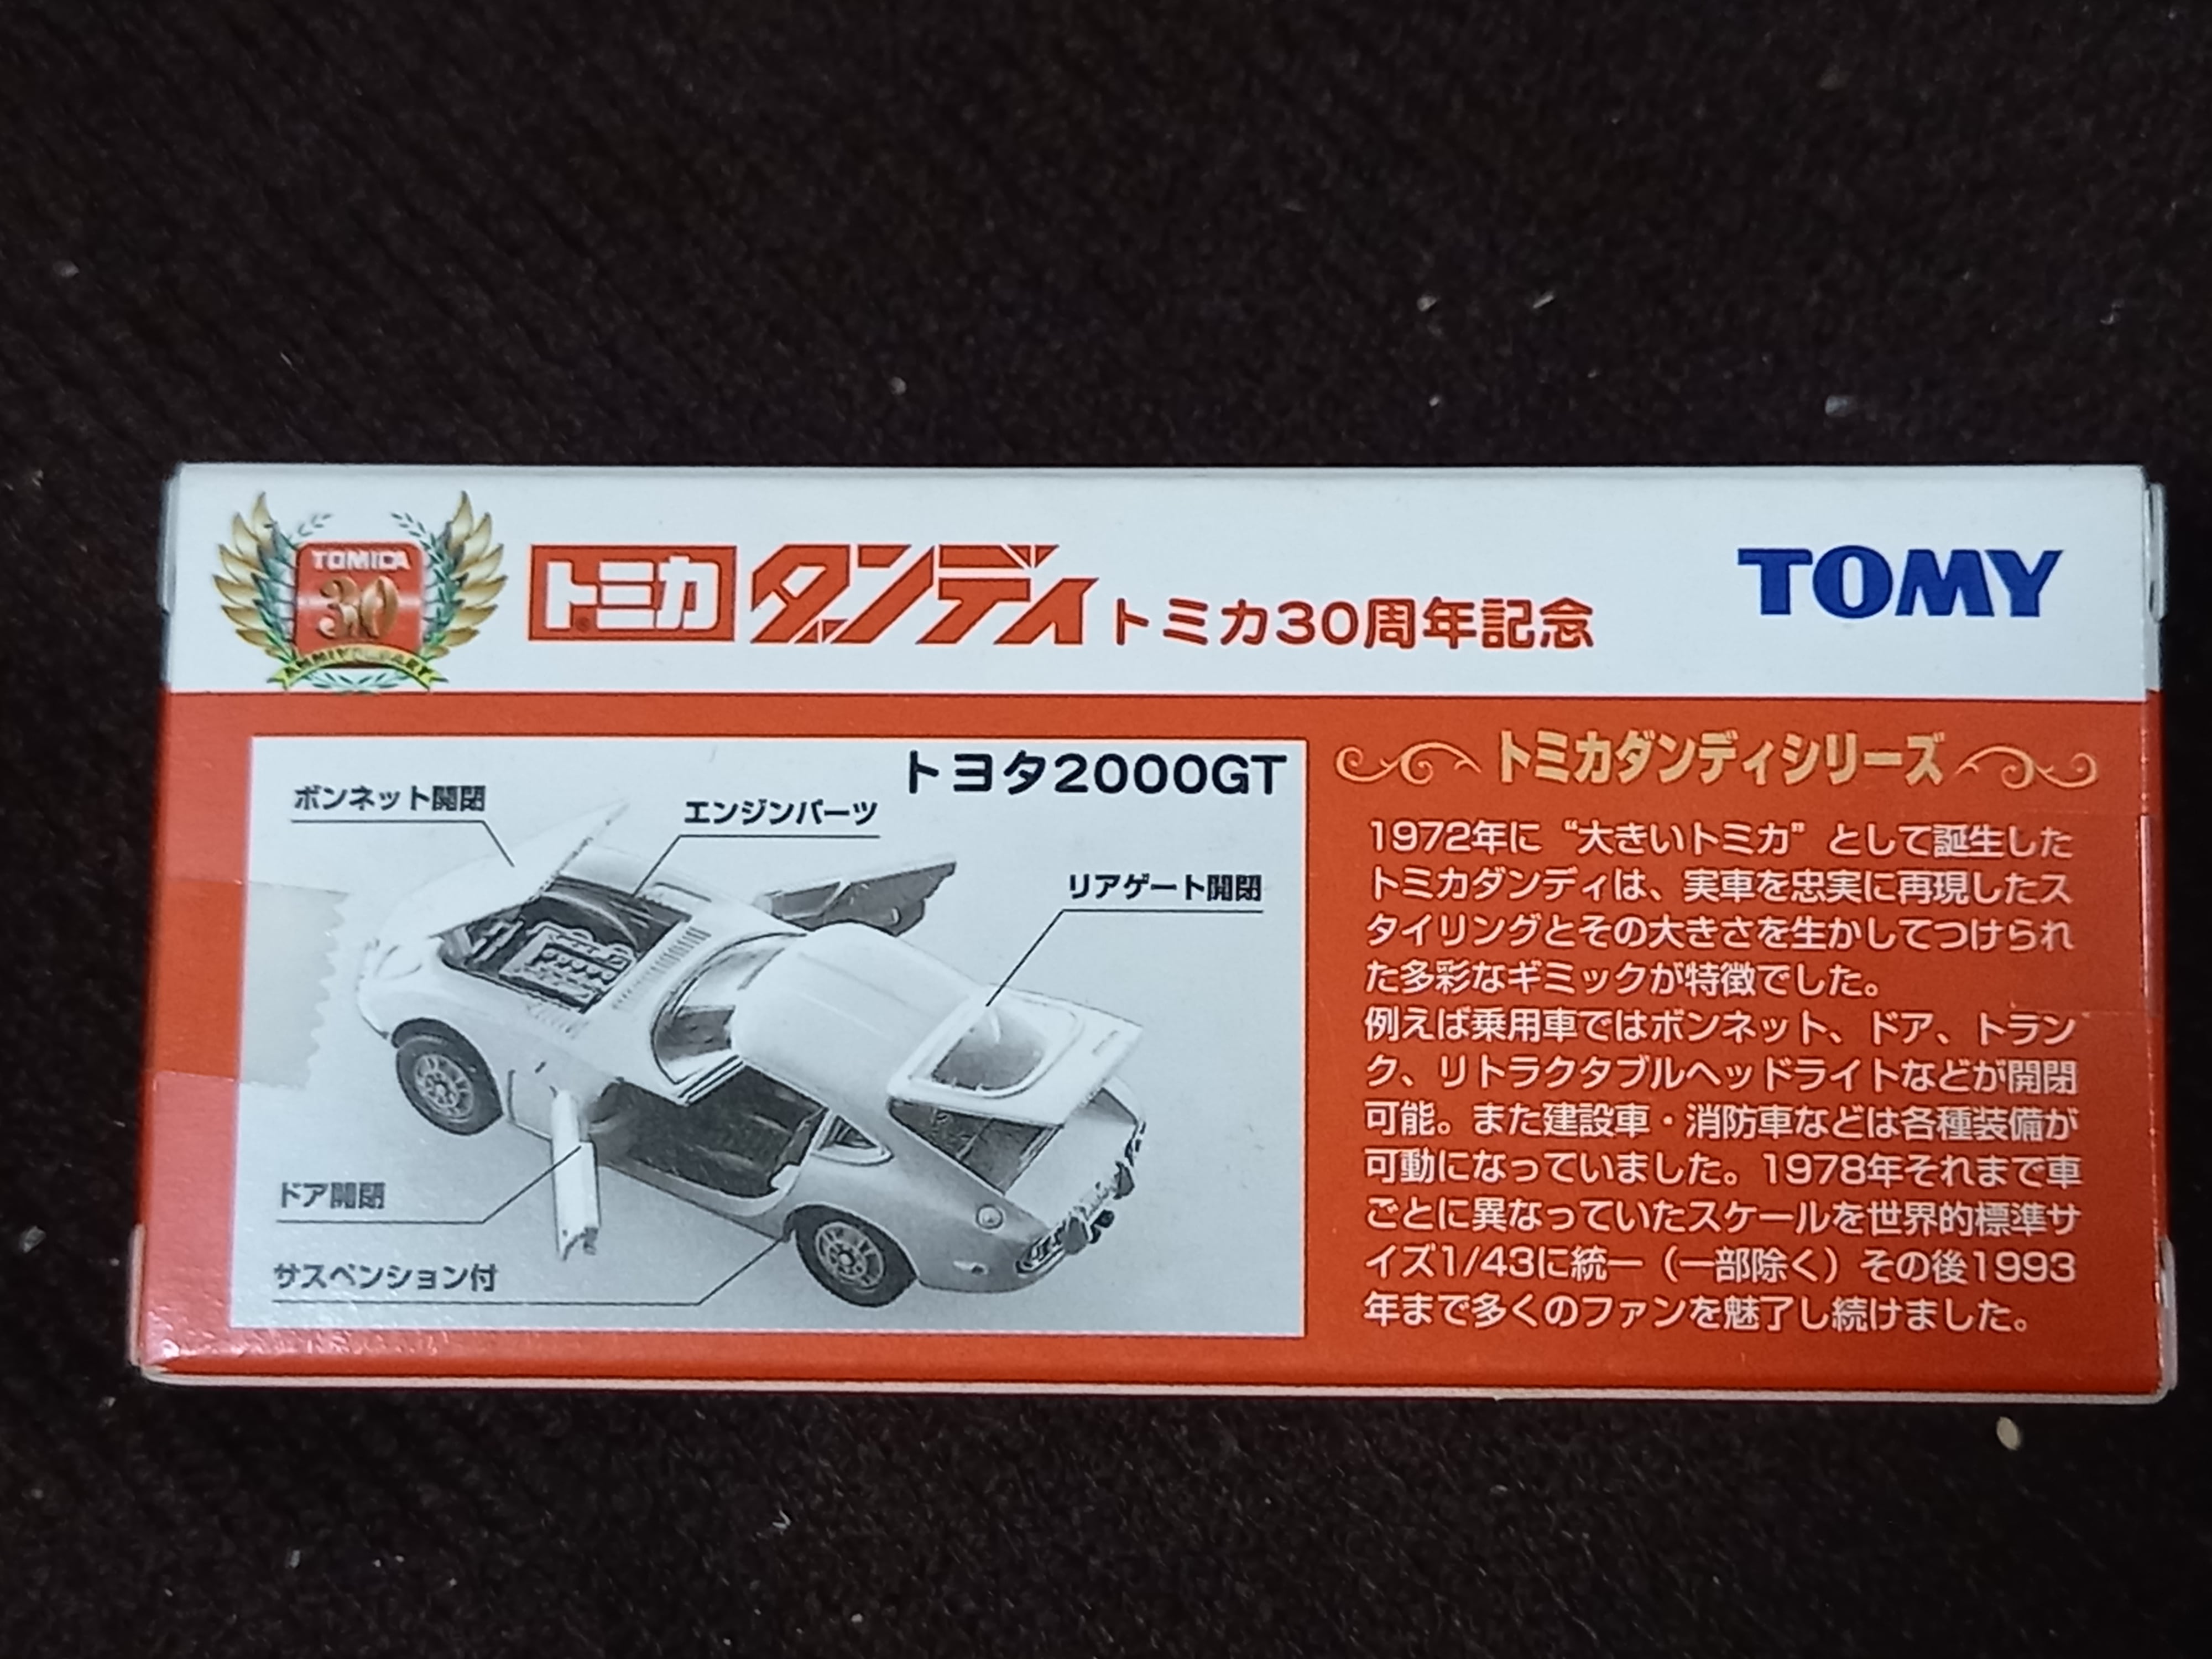 TOMICA
30
ANNIVERSARY
トミカ ダンディ トミカ30周年記念
TOMY
トヨタ2000GT
ボンネット開閉
エンジンパーツ
リアゲート開閉
ドア開閉
サスペンション付
トミカダンディシリーズ
1972年に“大きいトミカ”として誕生した
トミカダンディは、実車を忠実に再現したス
タイリングとその大きさを生かしてつけられ
た多彩なギミックが特徴でした。
例えば乗用車ではボンネット、ドア、トラン
ク、リトラクタブルヘッドライトなどが開閉
可能。また建設車・消防車などは各種装備が
可動になっていました。1978年それまで車
ごとに異なっていたスケールを世界的標準サ
イズ1/43に統一（一部除く）その後1993
年まで多くのファンを魅了し続けました。